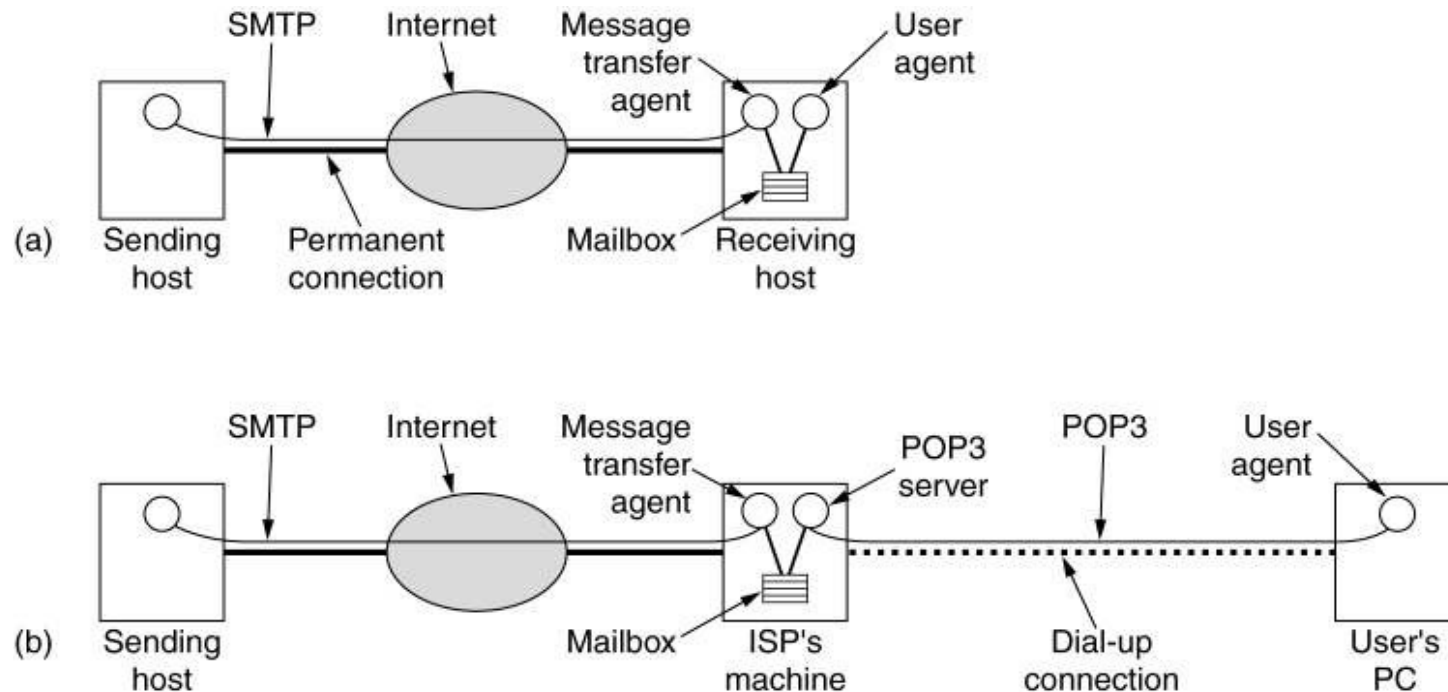 SMTP
Internet
Message
transfer
agent
User
agent
(a)
Sending
host
Permanent
connection
Mailbox
Receiving
host
SMTP
Internet
Message
transfer
agent
POP3
server
POP3
User
agent
(b)
Sending
host
Mailbox
ISP's
machine
Dial-up
connection
User's
PC